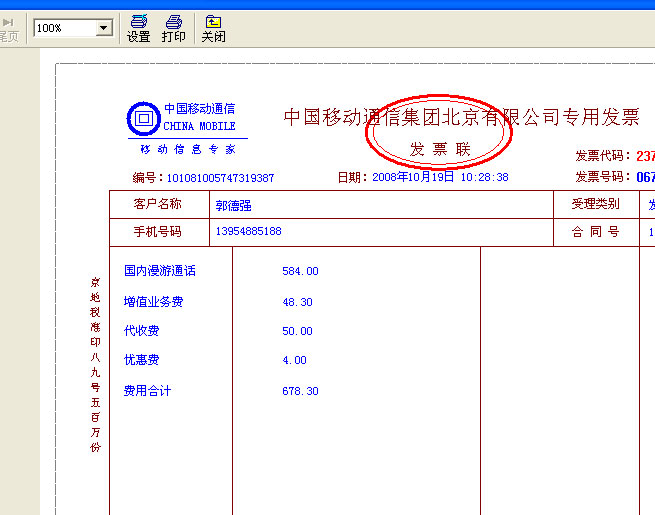 尾页 100% 设置 打印 关闭
中国移动通信
CHINA MOBILE
移动信息专家
中国移动通信集团北京有限公司专用发票
发票联
发票代码：237
编号：101081005747319387 日期：2008年10月19日 10:28:38 发票号码：067
客户名称 郭德强 受理类别
手机号码 13954885188 合同号 1
国内漫游通话 584.00
增值业务费 48.30
代收费 50.00
优惠费 4.00
费用合计 678.30
京地税准印八九号五百万份